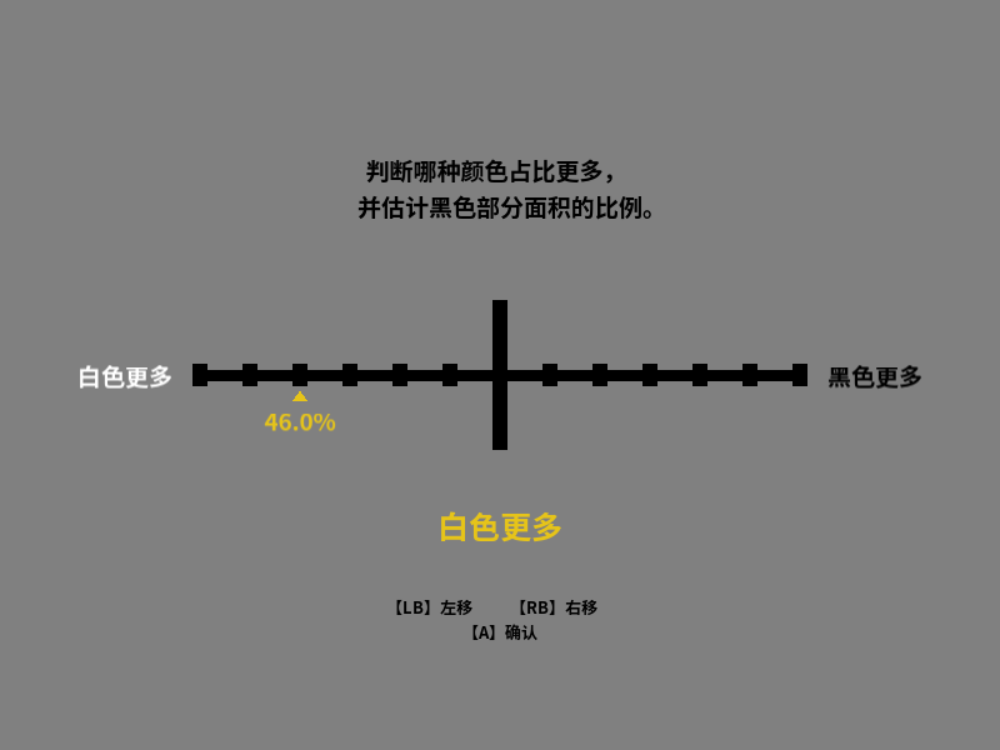 判断哪种颜色占比更多，
并估计黑色部分面积的比例。
白色更多
黑色更多
46.0%
白色更多
【LB】左移 【RB】右移
【A】确认